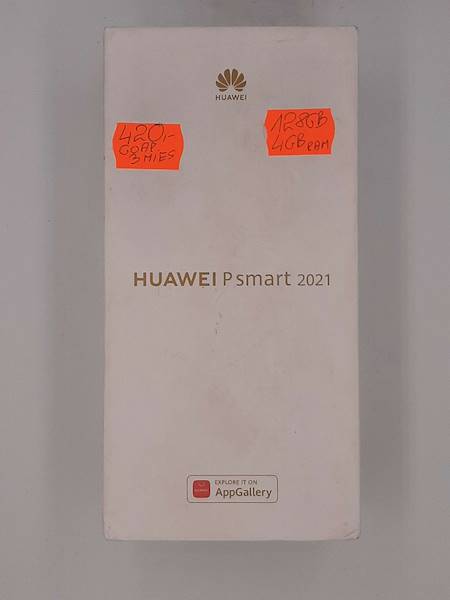 HUAWEI
420,-
GOAP
3 MIES
128GB
4GB RAM
HUAWEI P smart 2021
EXPLORE IT ON
AppGallery